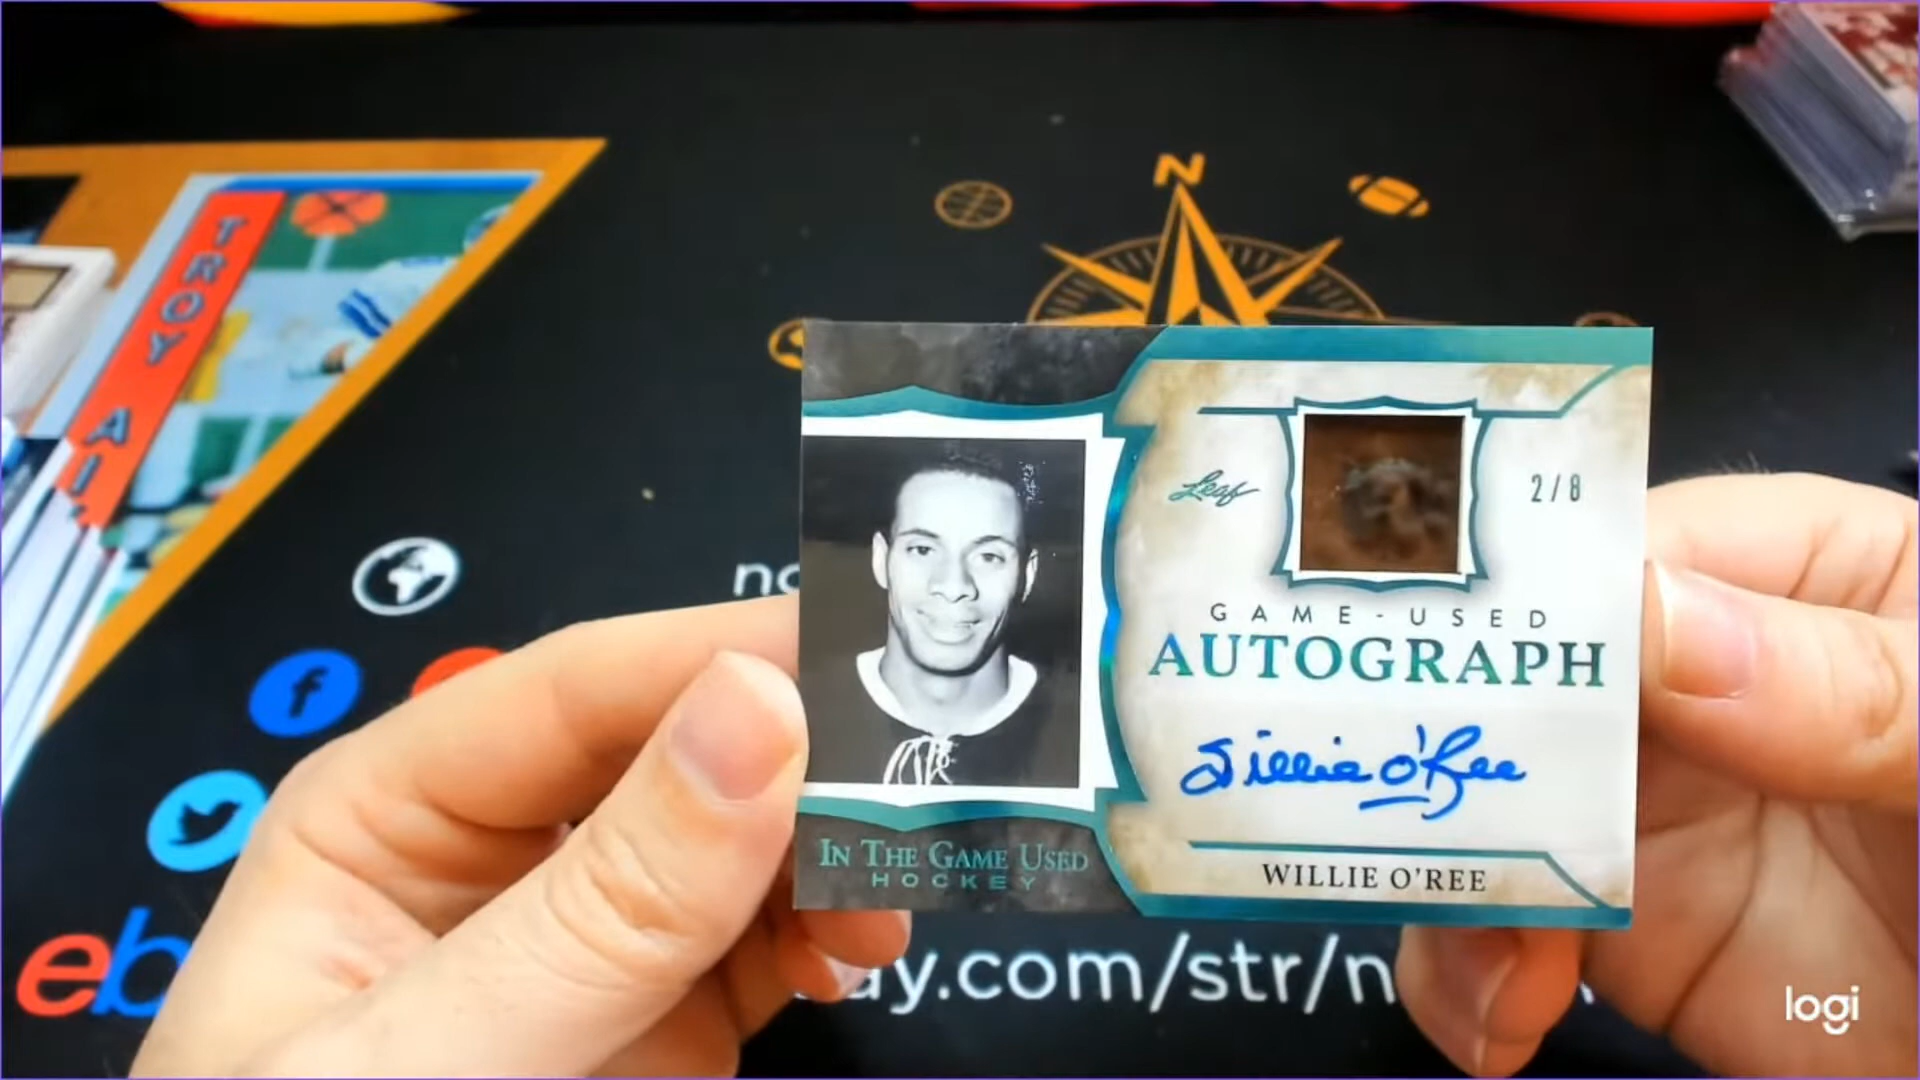 N
TROY AI
Leaf
2/8
GAME-USED
AUTOGRAPH
Willie O'Ree
WILLIE O'REE
IN THE GAME USED
HOCKEY
no
eb
ay.com/str/n
logi